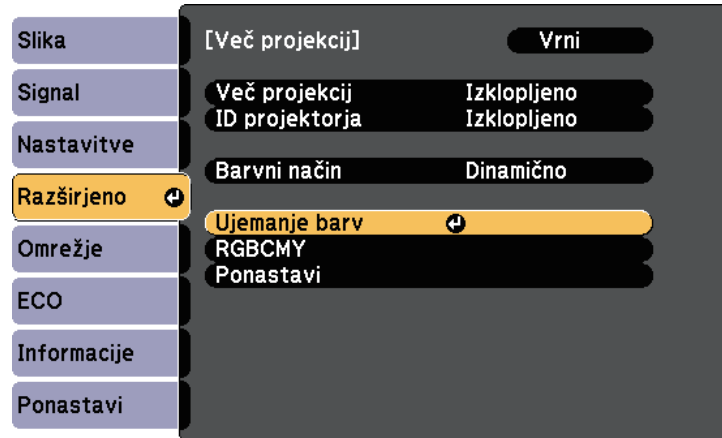 Slika
Signal
Nastavitve
Razširjeno
Omrežje
ECO
Informacije
Ponastavi
[Več projekcij] Vrni
Več projekcij Izklopljeno
ID projektorja Izklopljeno
Barvni način Dinamično
Ujemanje barv
RGBCMY
Ponastavi